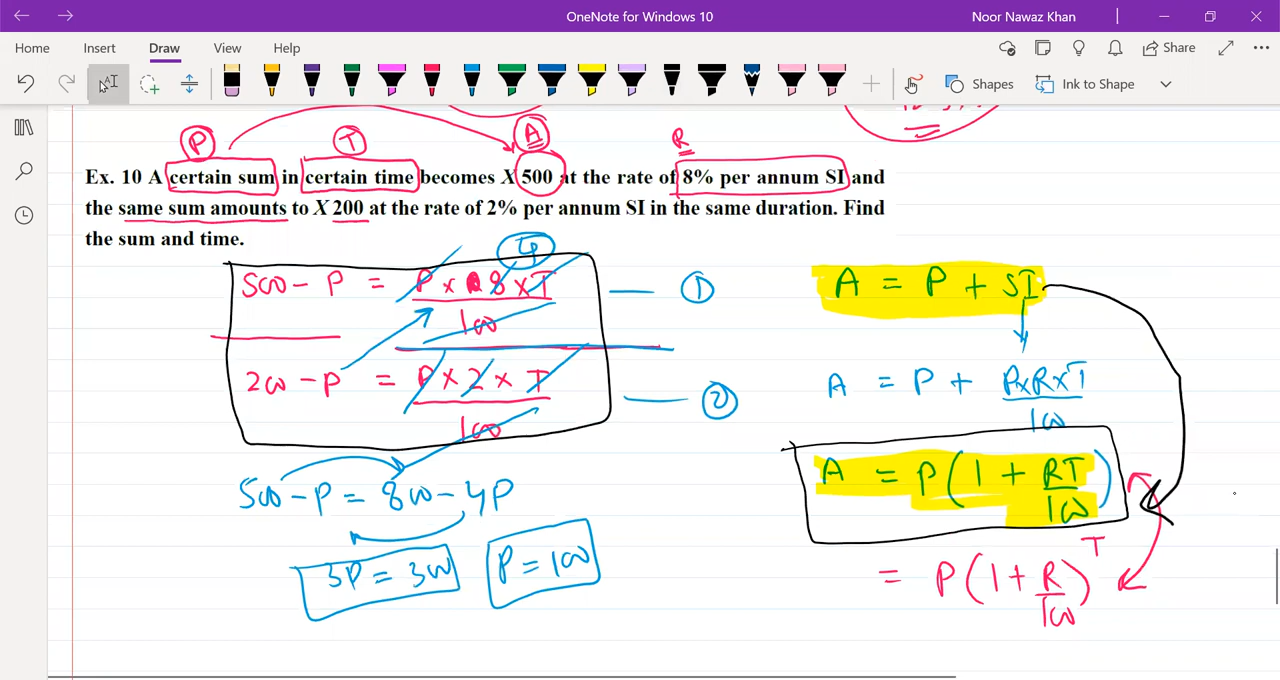 OneNote for Windows 10
Noor Nawaz Khan
Home Insert Draw View Help
Share
Shapes Ink to Share
P T A R
Ex. 10 A certain sum in certain time becomes X 500 at the rate of 8% per annum SI and
the same sum amounts to X 200 at the rate of 2% per annum SI in the same duration. Find
the sum and time.
4
500 - P = P × 8 × T / 100 — 1
200 - P = P × 2 × T / 100 — 2
500 - P = 800 - 4P
3P = 300 P = 100
A = P + SI
A = P + P×R×T / 100
A = P(1 + RT/100)
= P(1 + R/100)^T